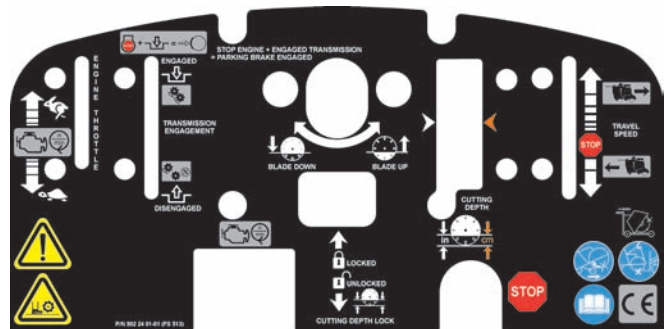 STOP ENGINE + ENGAGED TRANSMISSION
= PARKING BRAKE ENGAGED
ENGINE THROTTLE
ENGAGED
TRANSMISSION
ENGAGEMENT
DISENGAGED
BLADE DOWN
BLADE UP
TRAVEL
SPEED
STOP
CUTTING
DEPTH
in
cm
LOCKED
UNLOCKED
CUTTING DEPTH LOCK
STOP
CE
P/N 502 24 01-01 (FS 513)